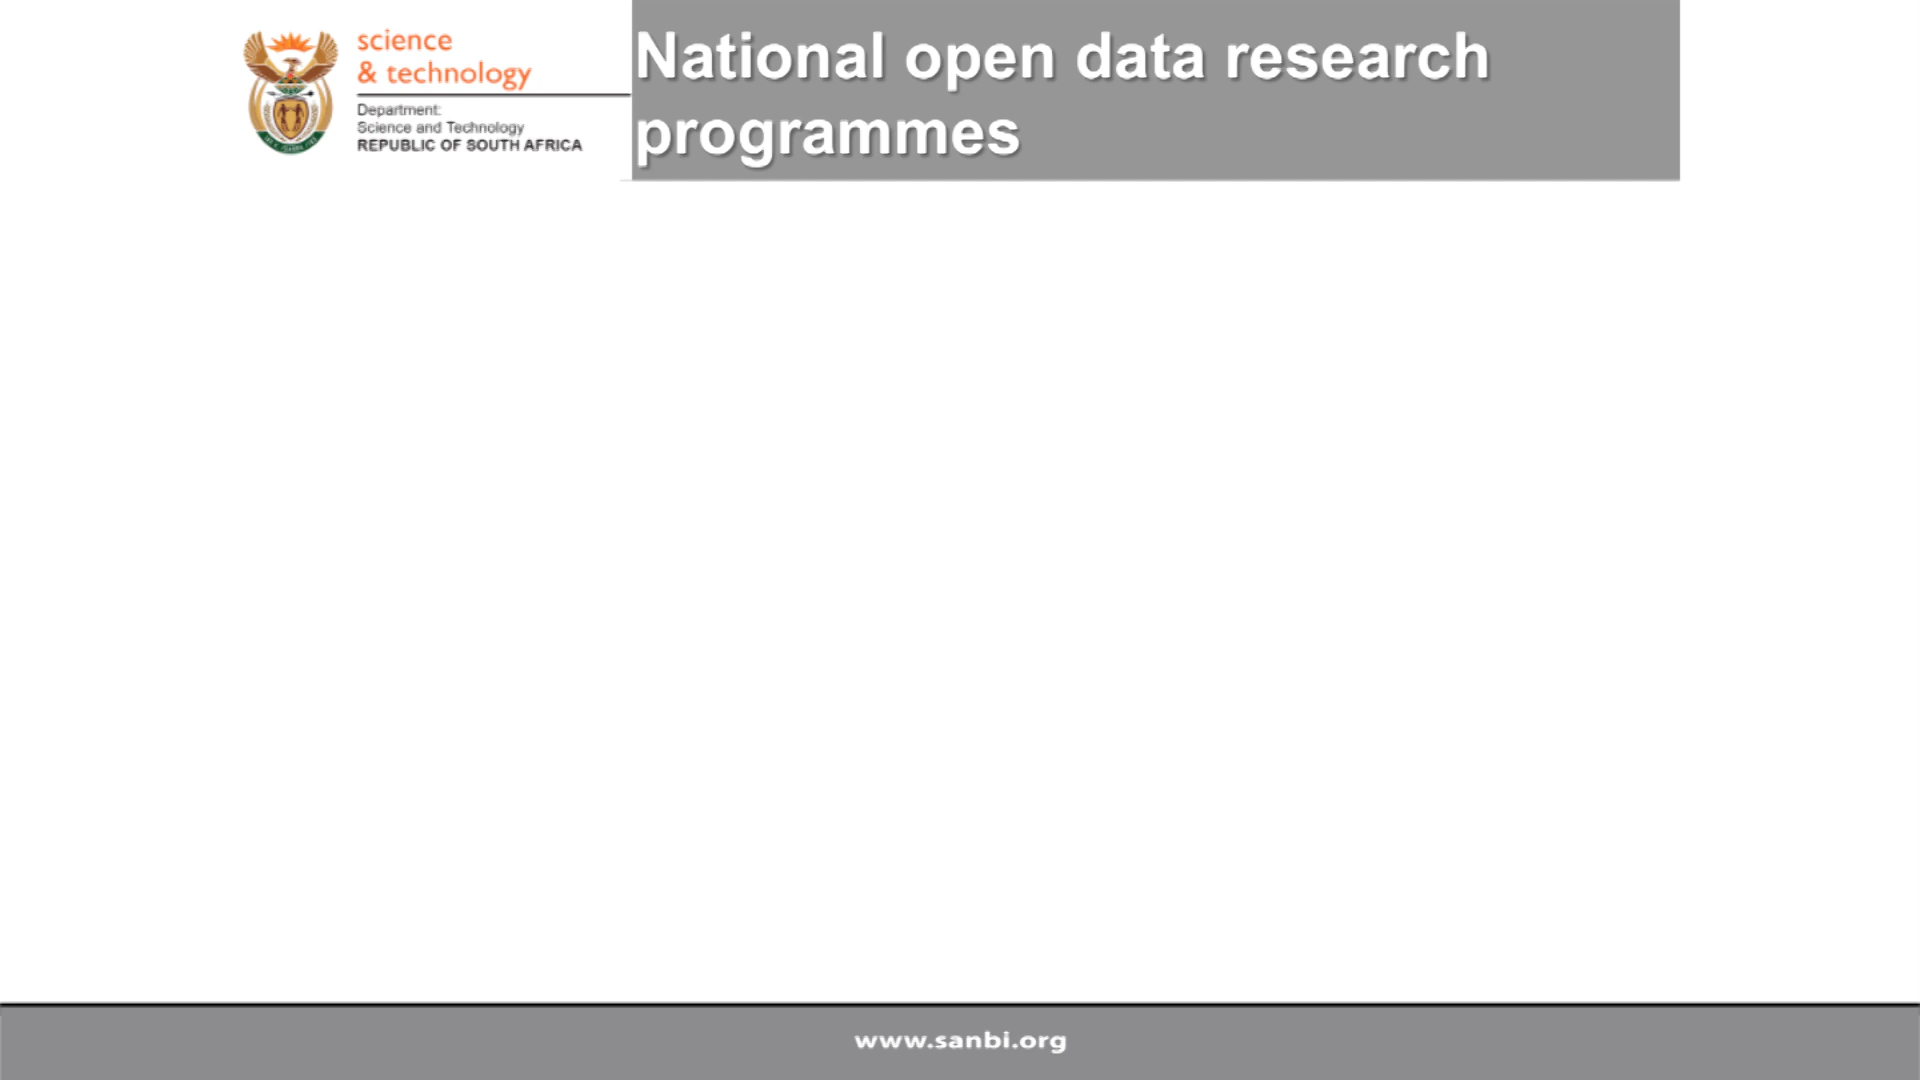 science
& technology
Department:
Science and Technology
REPUBLIC OF SOUTH AFRICA
National open data research
programmes
www.sanbi.org